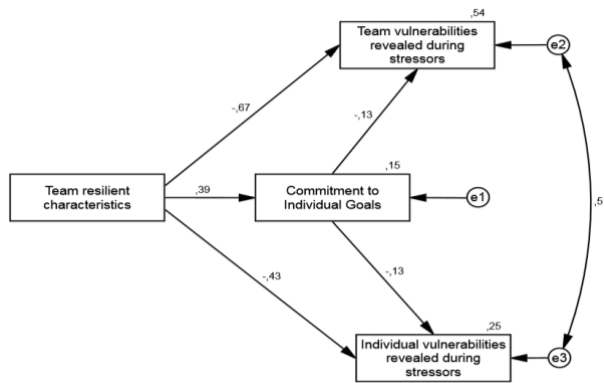 ,54
Team vulnerabilities
revealed during
stressors
e2
-,67
-,13
,15
Team resilient
characteristics
,39
Commitment to
Individual Goals
e1
,5
-,43
-,13
,25
Individual vulnerabilities
revealed during
stressors
e3